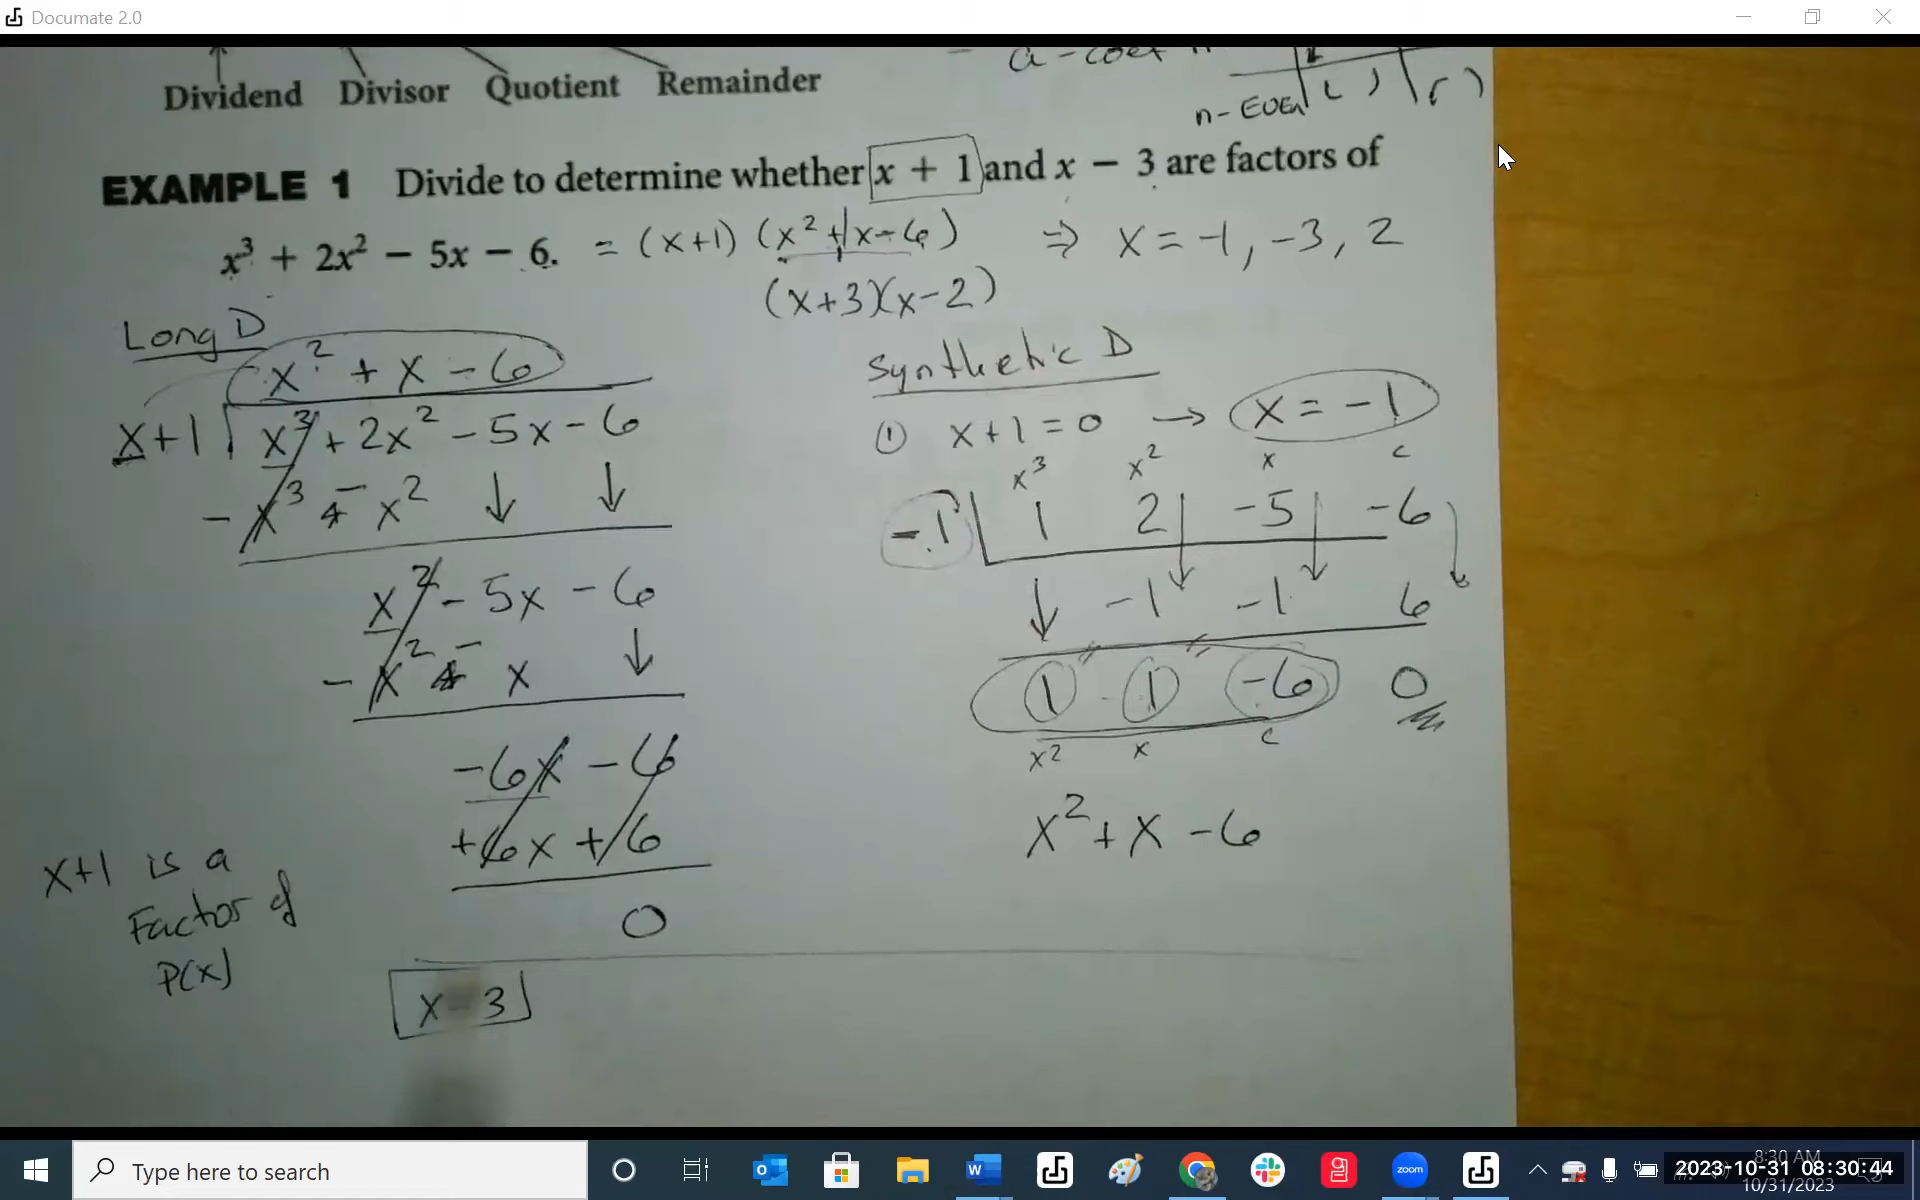 Documate 2.0
a - coef
n - EVEN
Dividend Divisor Quotient Remainder
EXAMPLE 1 Divide to determine whether x + 1 and x − 3 are factors of
x³ + 2x² − 5x − 6. = (x+1) (x² + 1x − 6) ⇒ x = -1, -3, 2
(x+3)(x-2)
Long D
x² + x - 6
x+1 x³ + 2x² - 5x - 6
- x³ + - x² ↓ ↓
x² - 5x - 6
- x² + - x ↓
-6x - 6
+6x + 6
0
x+1 is a
Factor of
P(x)
x - 3
Synthetic D
① x+1 = 0 → x = -1
x³ x² x c
-1 1 2 -5 -6
↓ -1 -1 6
1 1 -6 0
x² x c
x² + x - 6
Type here to search
8:30 AM
2023-10-31 08:30:44
10/31/2023